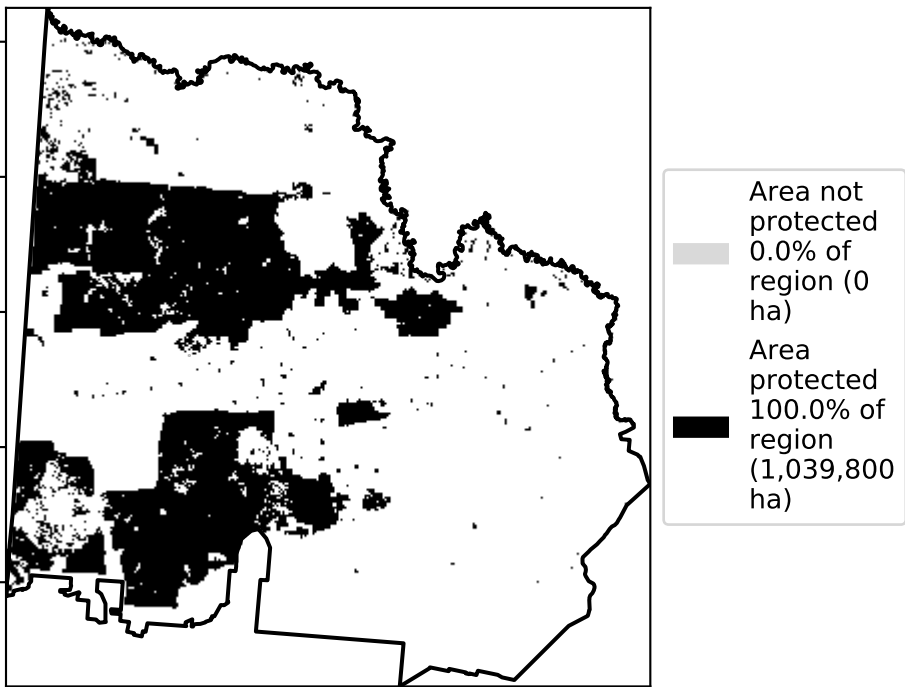 Area not
protected
0.0% of
region (0
ha)
Area
protected
100.0% of
region
(1,039,800
ha)